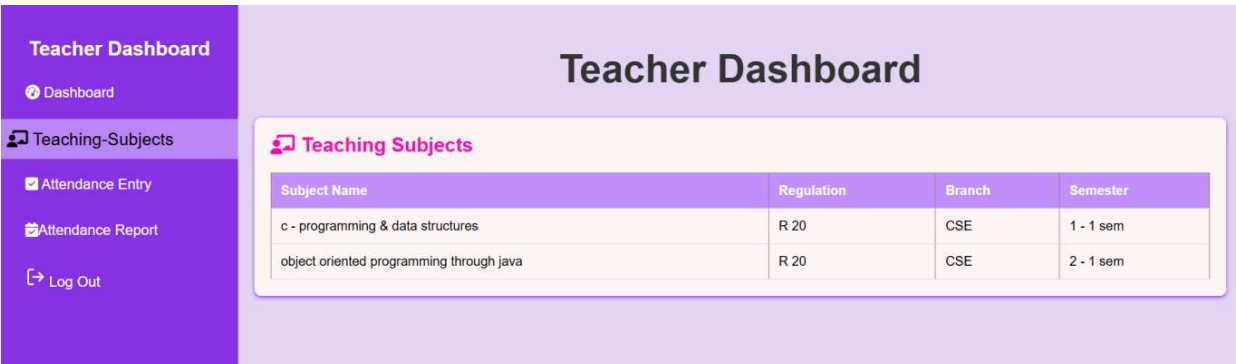 Teacher Dashboard
Dashboard
Teaching-Subjects
Attendance Entry
Attendance Report
Log Out
Teacher Dashboard
Teaching Subjects
Subject Name Regulation Branch Semester
c - programming & data structures R 20 CSE 1 - 1 sem
object oriented programming through java R 20 CSE 2 - 1 sem